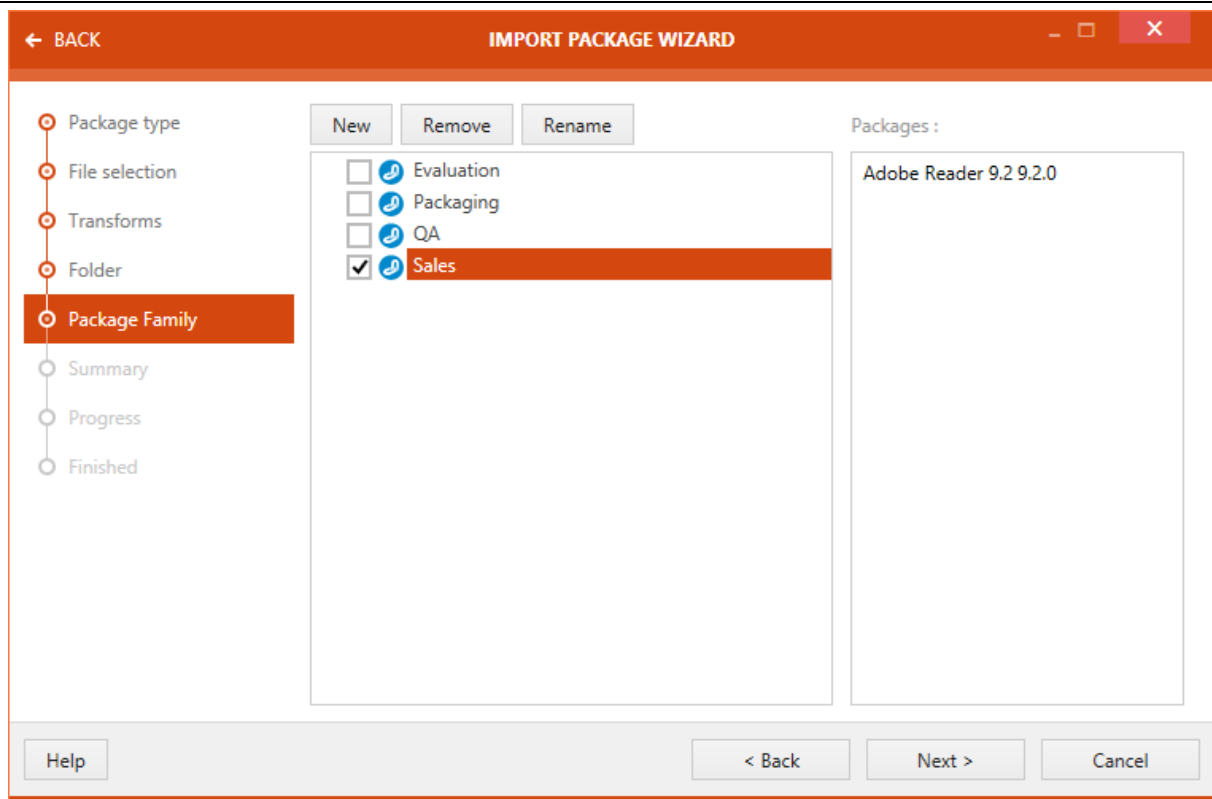 BACK
IMPORT PACKAGE WIZARD
Package type
File selection
Transforms
Folder
Package Family
Summary
Progress
Finished
New
Remove
Rename
Evaluation
Packaging
QA
Sales
Packages :
Adobe Reader 9.2 9.2.0
Help
< Back
Next >
Cancel